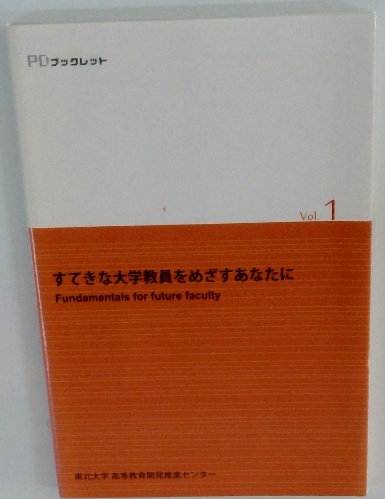 PDブックレット
Vol. 1
すてきな大学教員をめざすあなたに
Fundamentals for future faculty
東北大学 高等教育開発推進センター